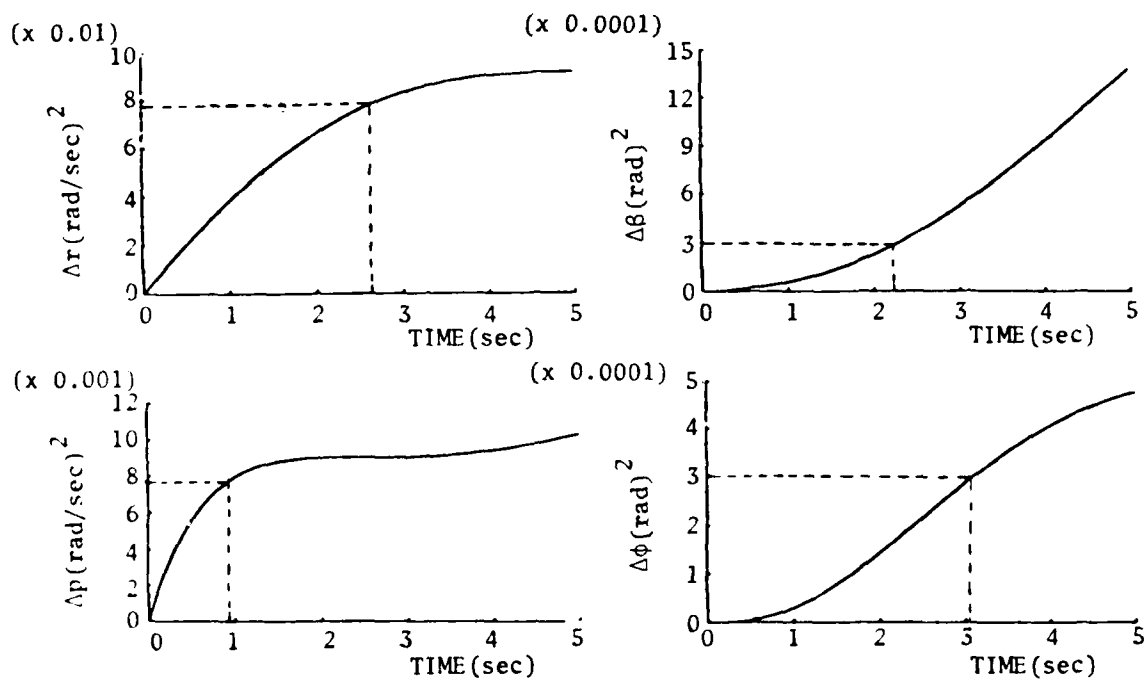 (x 0.01)
10
8
6
4
2
0
Δr(rad/sec)²
0 1 2 3 4 5
TIME(sec)
(x 0.0001)
15
12
9
6
3
0
Δβ(rad)²
0 1 2 3 4 5
TIME(sec)
(x 0.001)
12
10
8
6
4
2
0
Δp(rad/sec)²
0 1 2 3 4 5
TIME(sec)
(x 0.0001)
5
4
3
2
1
0
Δϕ(rad)²
0 1 2 3 4 5
TIME(sec)